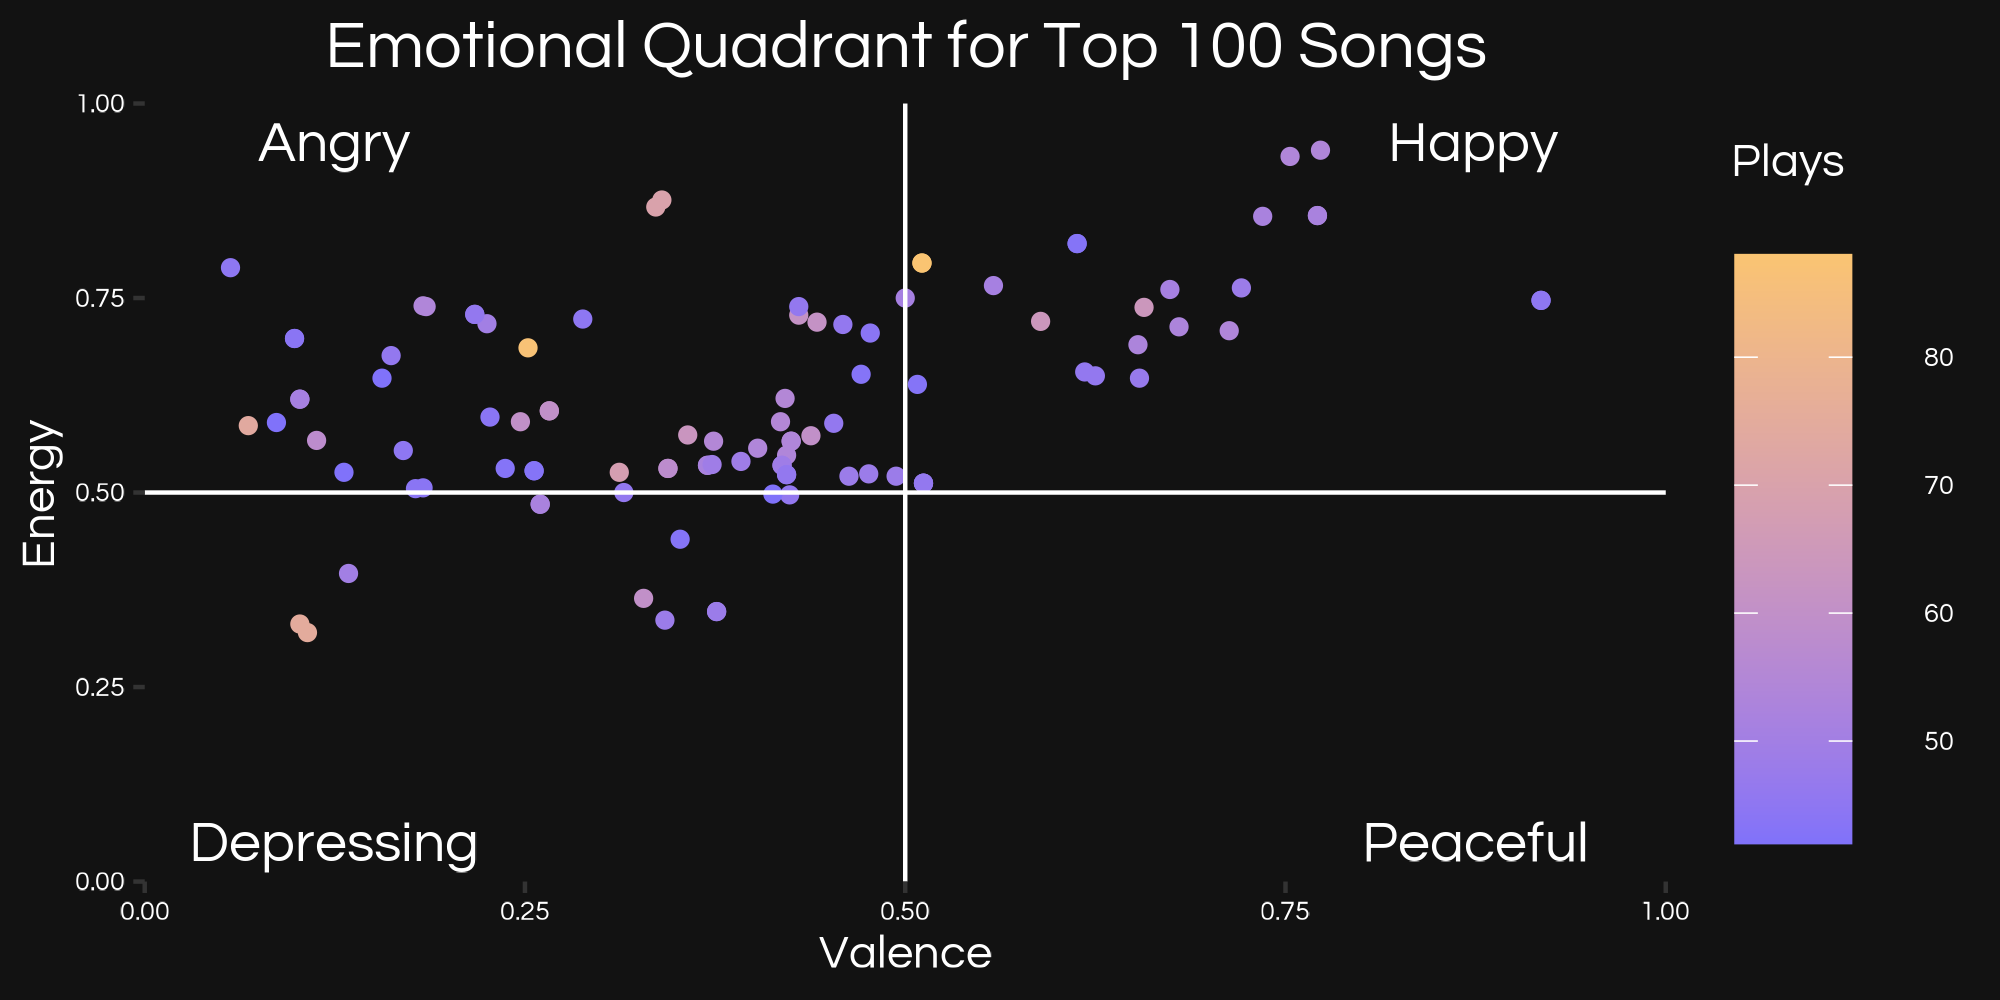 Emotional Quadrant for Top 100 Songs
1.00
Angry
Happy
Plays
0.75
80
70
Energy
0.50
60
0.25
50
Depressing
Peaceful
0.00
0.00 0.25 0.50 0.75 1.00
Valence